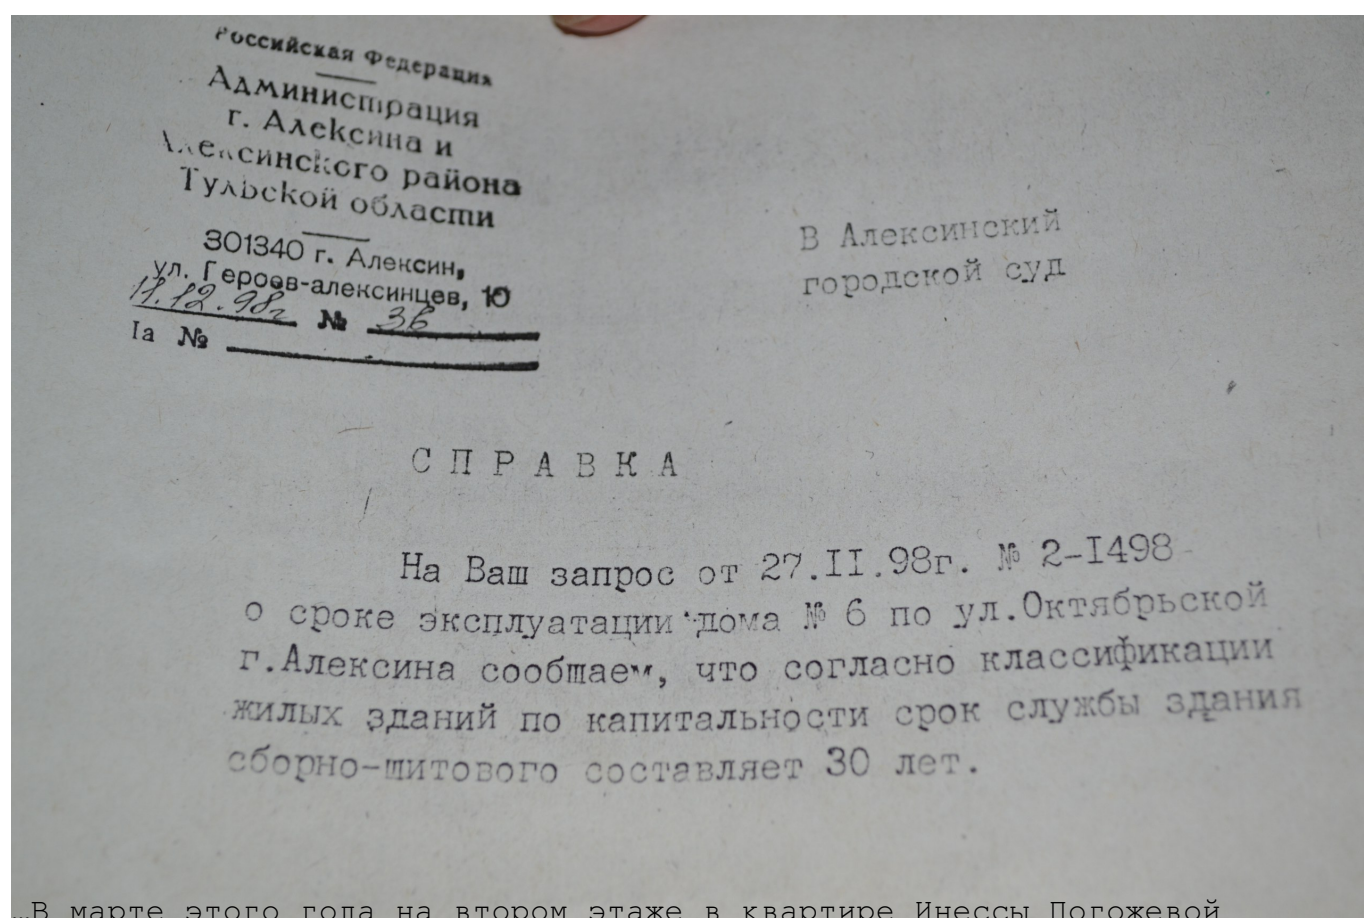 Российская Федерация
Администрация
г. Алексина и
Алексинского района
Тульской области
301340 г. Алексин,
ул. Героев-алексинцев, 10
11.12.98г № 36
Iа №
В Алексинский
городской суд
СПРАВКА
На Ваш запрос от 27.II.98г. № 2-I498
о сроке эксплуатации дома № 6 по ул.Октябрьской
г.Алексина сообщаем, что согласно классификации
жилых зданий по капитальности срок службы здания
сборно-щитового составляет 30 лет.
…В марте этого года на втором этаже в квартире Инессы Погожевой